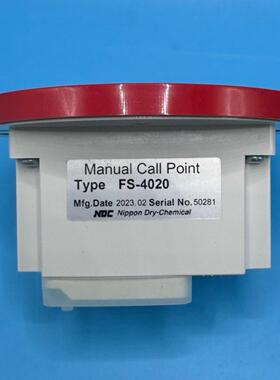 Manual Call Point
Type FS-4020
Mfg.Date 2023.02 Serial No. 50281
NDC Nippon Dry-Chemical